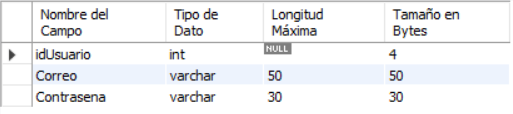 Nombre del Campo Tipo de Dato Longitud Máxima Tamaño en Bytes
idUsuario int NULL 4
Correo varchar 50 50
Contrasena varchar 30 30